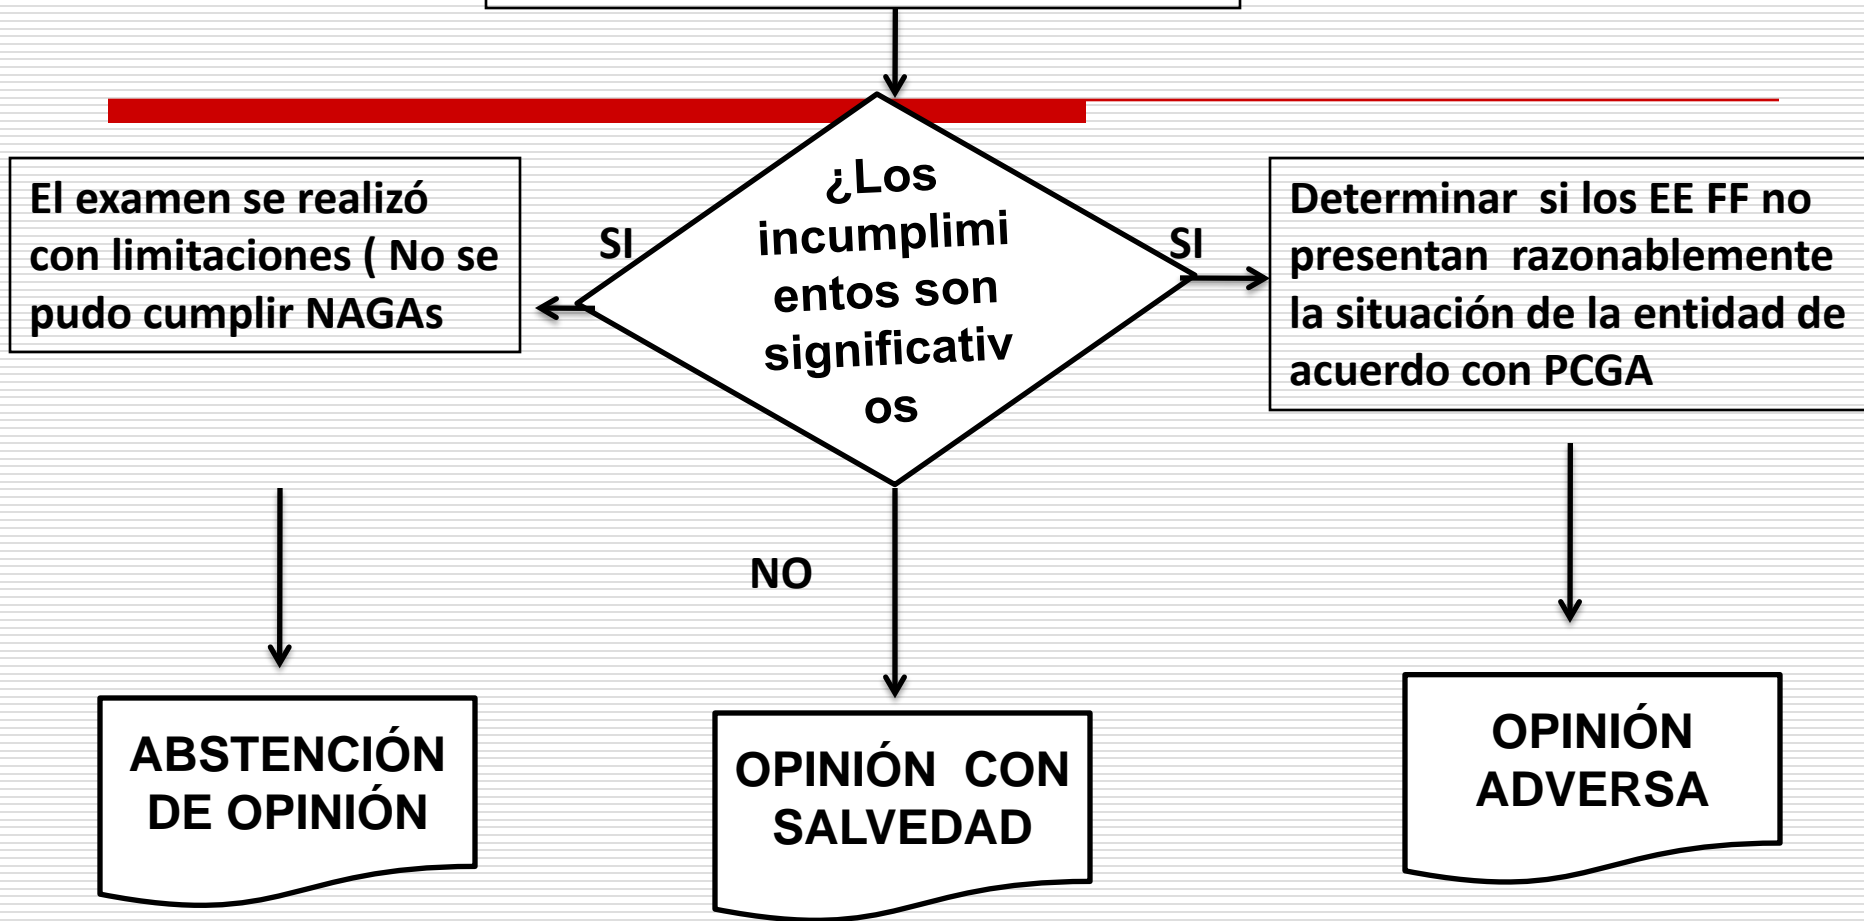 El examen se realizó
con limitaciones ( No se
pudo cumplir NAGAs
SI
¿Los
incumplimi
entos son
significativ
os
SI
Determinar si los EE FF no
presentan razonablemente
la situación de la entidad de
acuerdo con PCGA
NO
ABSTENCIÓN
DE OPINIÓN
OPINIÓN CON
SALVEDAD
OPINIÓN
ADVERSA